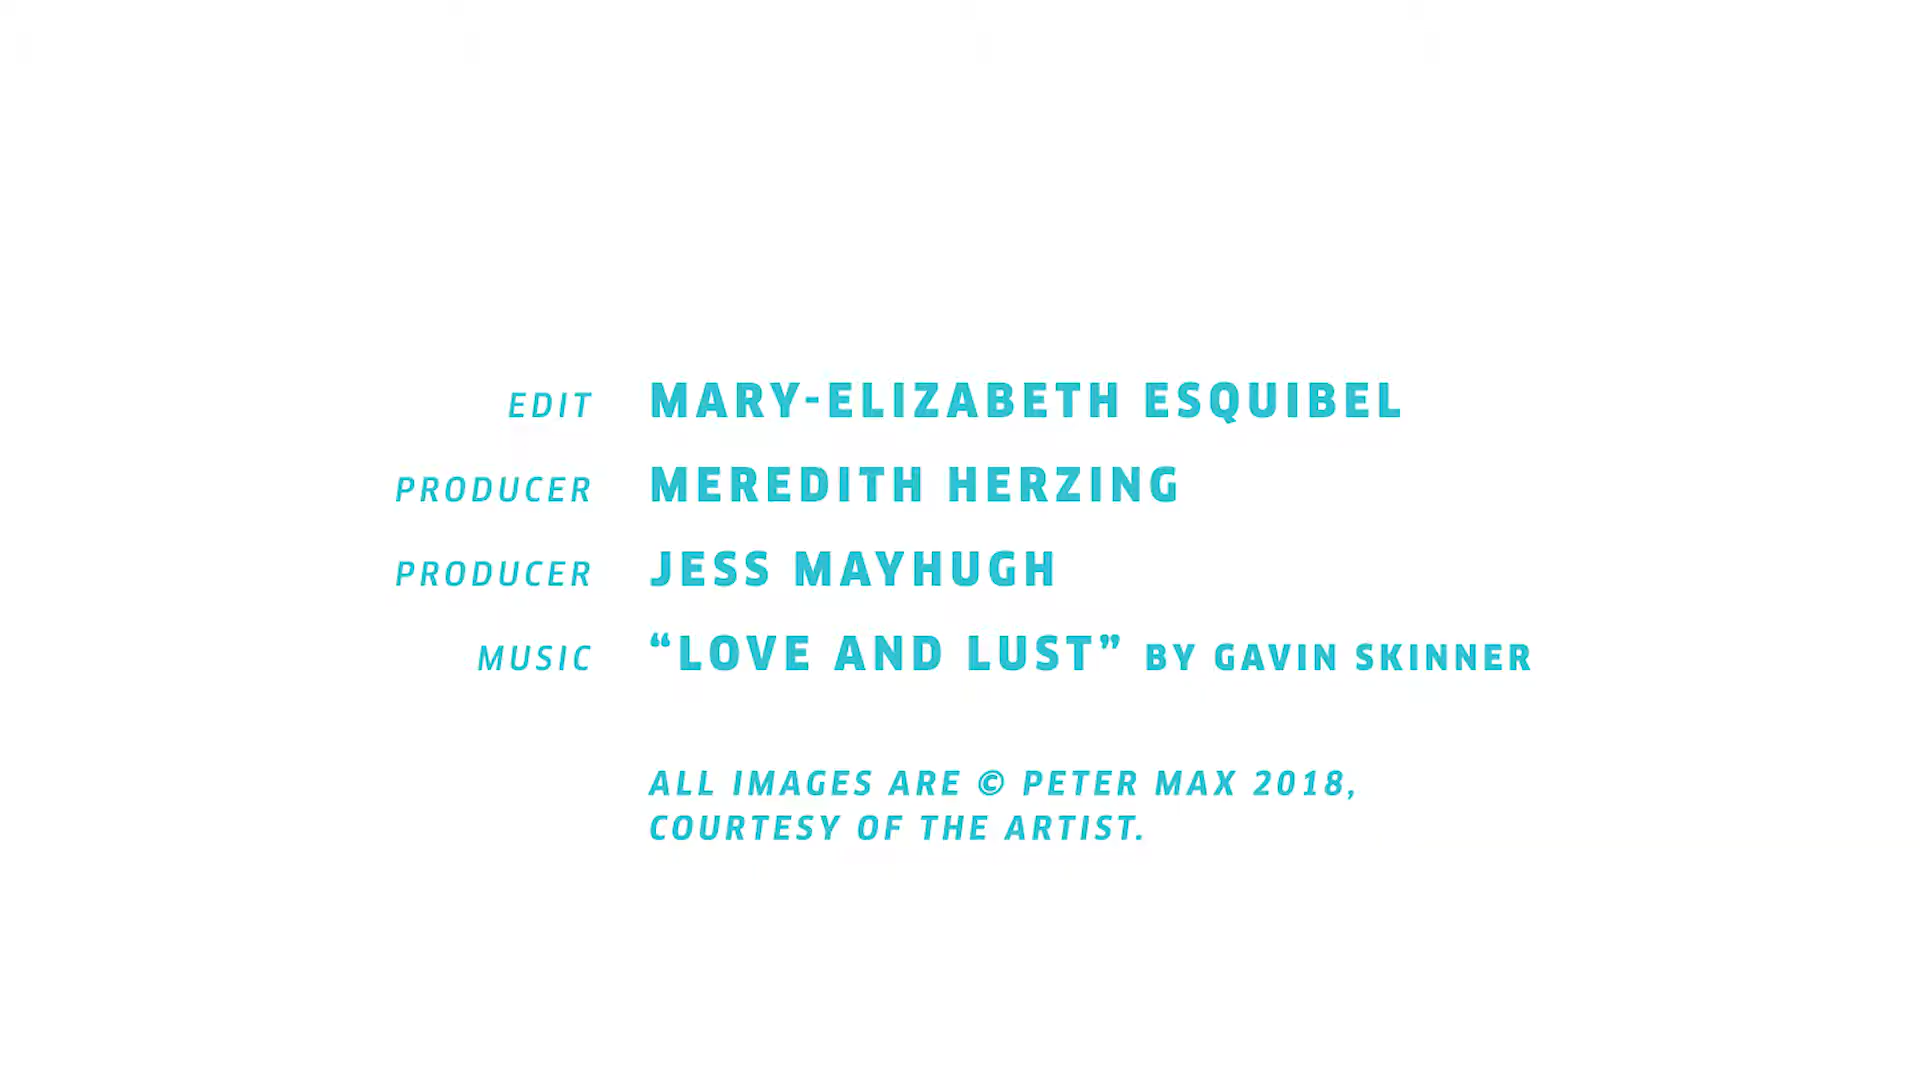 EDIT MARY-ELIZABETH ESQUIBEL
PRODUCER MEREDITH HERZING
PRODUCER JESS MAYHUGH
MUSIC “LOVE AND LUST” BY GAVIN SKINNER
ALL IMAGES ARE © PETER MAX 2018,
COURTESY OF THE ARTIST.